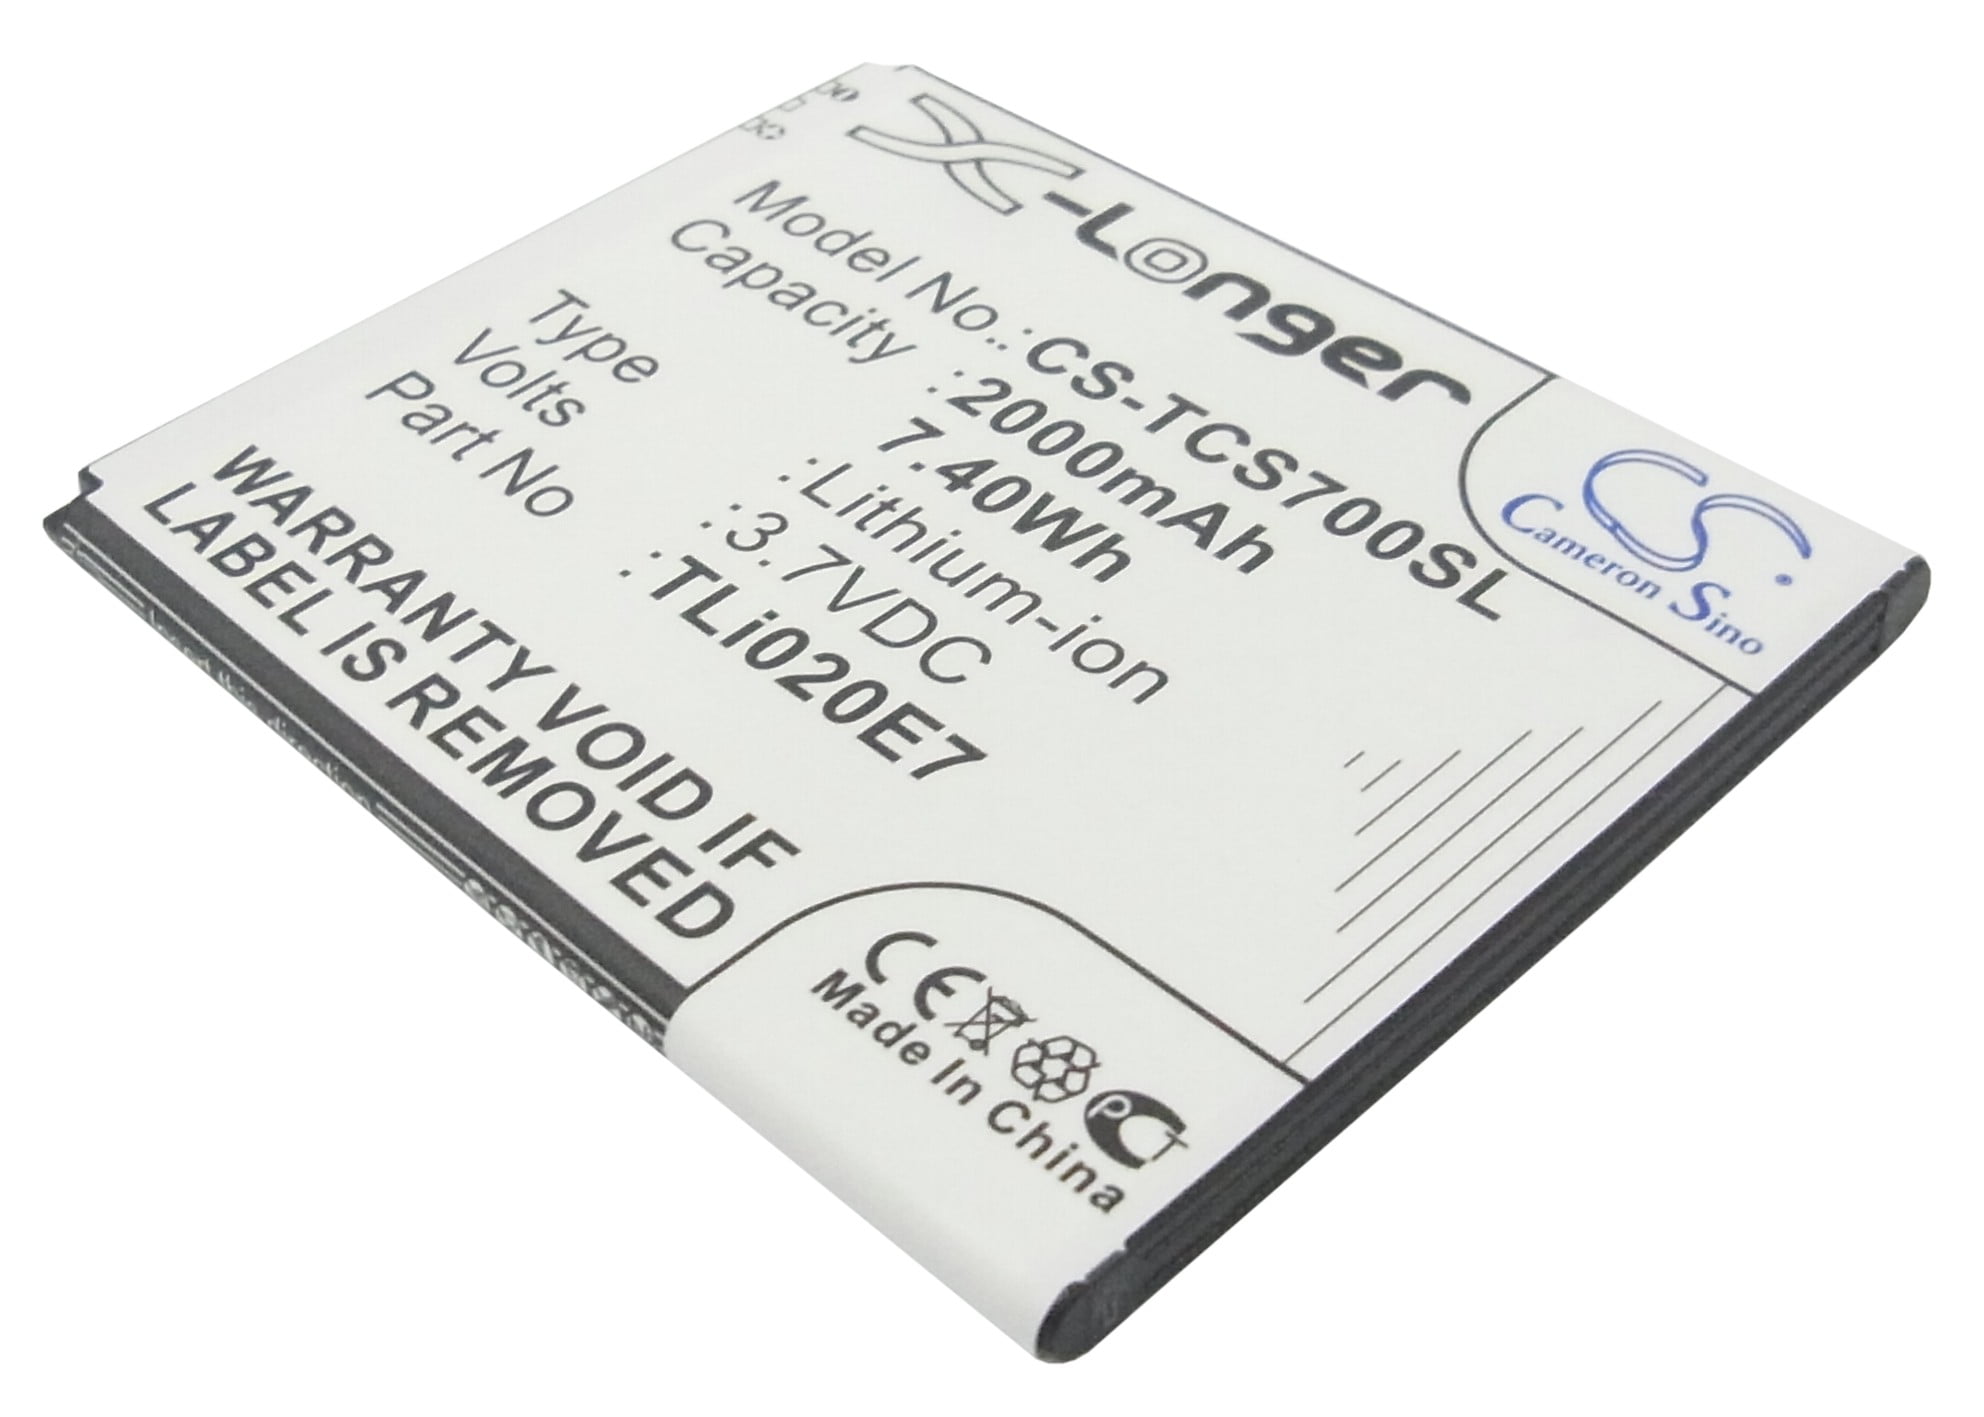 X-Longer
Model No.: CS-TCS700SL
Capacity : 2000mAh
7.40Wh
Type : Lithium-ion
Volts : 3.7VDC
Part No : TLi020E7
WARRANTY VOID IF
LABEL IS REMOVED
CS ®
Cameron Sino
CE
PCT
Made In China